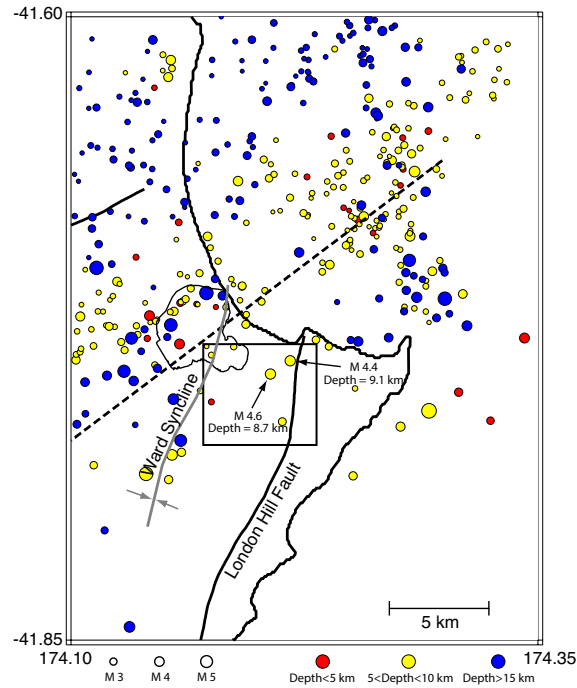 -41.60
M 4.4
Depth = 9.1 km
M 4.6
Depth = 8.7 km
Ward Syncline
London Hill Fault
5 km
-41.85
174.10
174.35
M 3
M 4
M 5
Depth<5 km
5<Depth<10 km
Depth>15 km